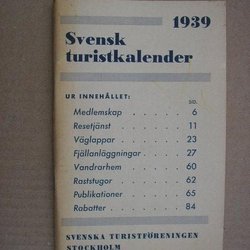 1939
Svensk
turistkalender
UR INNEHÅLLET:
SID.
Medlemskap . . . . . 6
Resetjänst . . . . . 11
Väglappar . . . . . 23
Fjällanläggningar . . . 27
Vandrarhem . . . . 60
Raststugor . . . . . 62
Publikationer . . . . 65
Rabatter . . . . . 84
SVENSKA TURISTFÖRENINGEN
STOCKHOLM